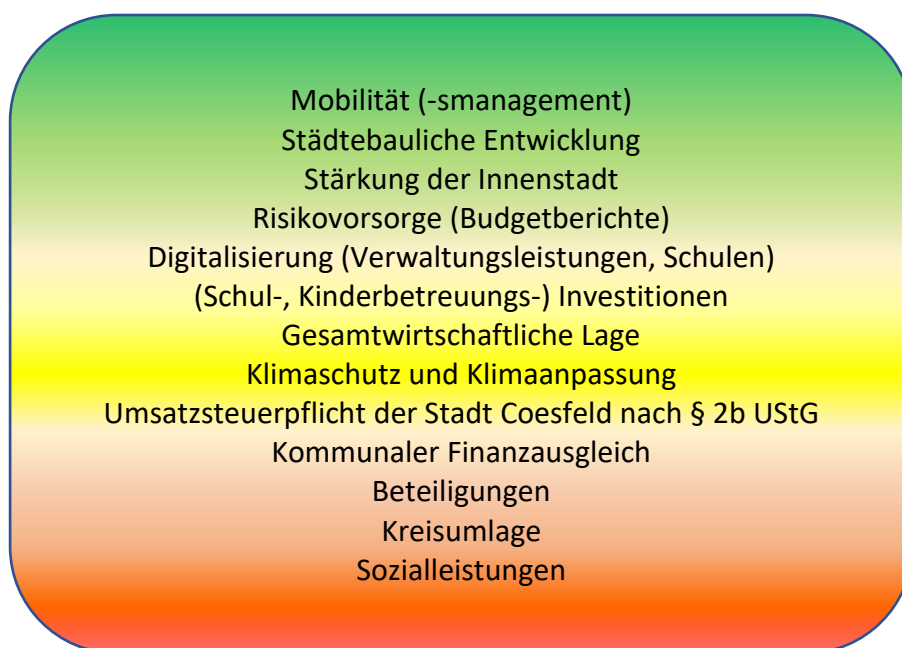 Mobilität (-smanagement)
Städtebauliche Entwicklung
Stärkung der Innenstadt
Risikovorsorge (Budgetberichte)
Digitalisierung (Verwaltungsleistungen, Schulen)
(Schul-, Kinderbetreuungs-) Investitionen
Gesamtwirtschaftliche Lage
Klimaschutz und Klimaanpassung
Umsatzsteuerpflicht der Stadt Coesfeld nach § 2b UStG
Kommunaler Finanzausgleich
Beteiligungen
Kreisumlage
Sozialleistungen